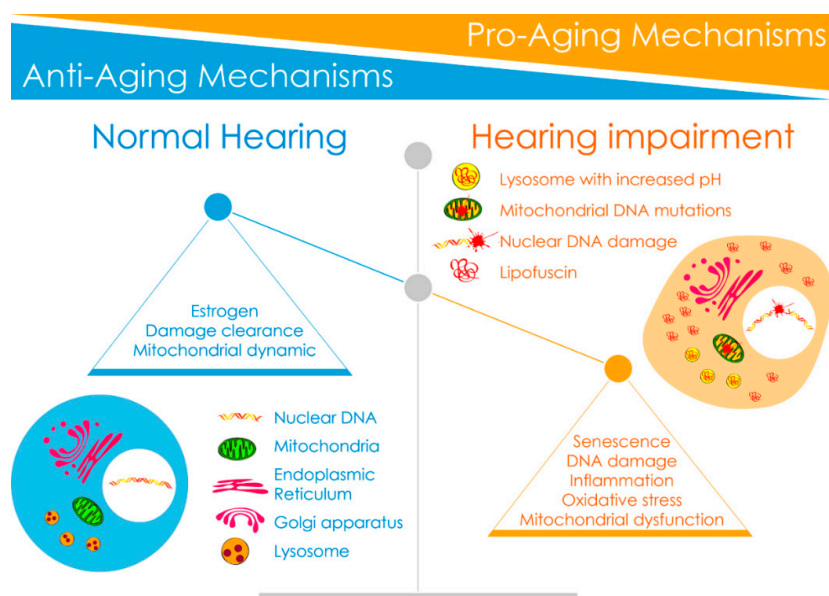 Pro-Aging Mechanisms
Anti-Aging Mechanisms
Normal Hearing
Hearing impairment
Lysosome with increased pH
Mitochondrial DNA mutations
Nuclear DNA damage
Lipofuscin
Estrogen
Damage clearance
Mitochondrial dynamic
Nuclear DNA
Mitochondria
Endoplasmic
Reticulum
Golgi apparatus
Lysosome
Senescence
DNA damage
Inflammation
Oxidative stress
Mitochondrial dysfunction